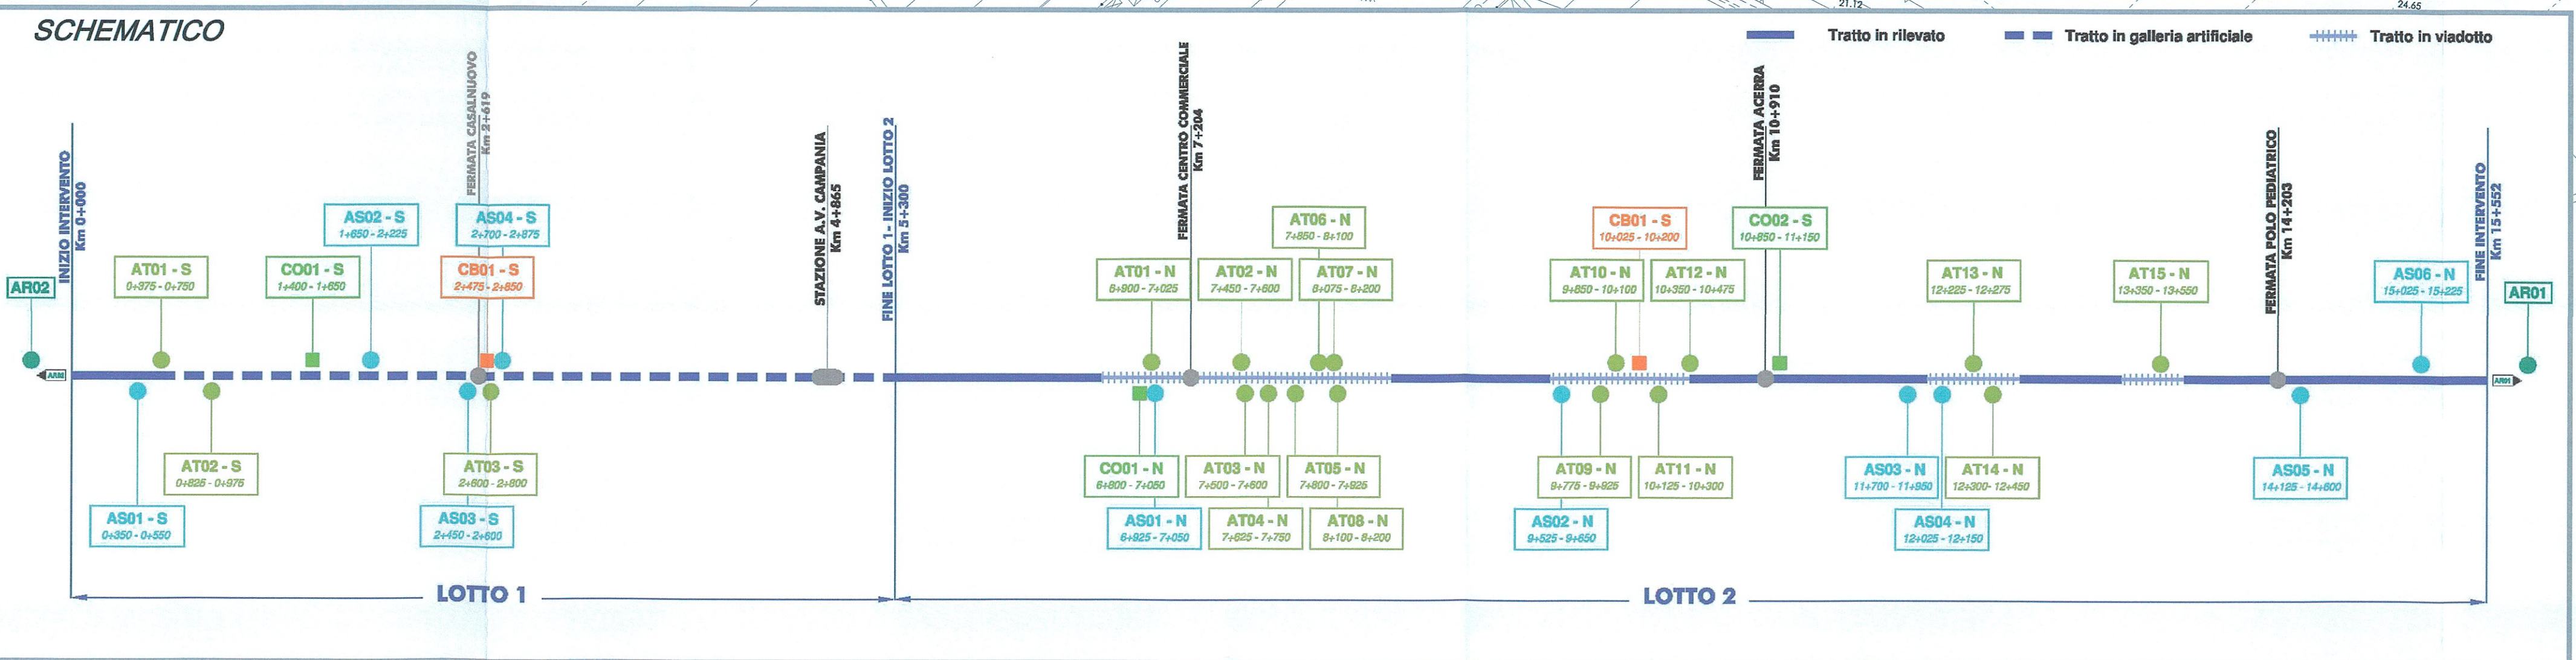 21.12
24.65
SCHEMATICO
Tratto in rilevato
Tratto in galleria artificiale
Tratto in viadotto
INIZIO INTERVENTO
Km 0+000
FERMATA CASALNUOVO
Km 2+619
STAZIONE A.V. CAMPANIA
Km 4+865
FINE LOTTO 1- INIZIO LOTTO 2
Km 5+300
FERMATA CENTRO COMMERCIALE
Km 7+204
FERMATA ACERRA
Km 10+910
FERMATA POLO PEDIATRICO
Km 14+203
FINE INTERVENTO
Km 15+552
AS02 - S
1+650 - 2+225
AS04 - S
2+700 - 2+875
AT06 - N
7+850 - 8+100
CB01 - S
10+025 - 10+200
CO02 - S
10+850 - 11+150
AR02
AT01 - S
0+375 - 0+750
CO01 - S
1+400 - 1+650
CB01 - S
2+475 - 2+850
AT01 - N
6+900 - 7+025
AT02 - N
7+450 - 7+600
AT07 - N
8+075 - 8+200
AT10 - N
9+850 - 10+100
AT12 - N
10+350 - 10+475
AT13 - N
12+225 - 12+275
AT15 - N
13+350 - 13+550
AS06 - N
15+025 - 15+225
AR01
AR02
AR01
AT02 - S
0+825 - 0+975
AT03 - S
2+600 - 2+800
CO01 - N
6+800 - 7+050
AT03 - N
7+500 - 7+600
AT05 - N
7+800 - 7+925
AT09 - N
9+775 - 9+925
AT11 - N
10+125 - 10+300
AS03 - N
11+700 - 11+950
AT14 - N
12+300- 12+450
AS05 - N
14+125 - 14+600
AS01 - S
0+350 - 0+550
AS03 - S
2+450 - 2+600
AS01 - N
6+925 - 7+050
AT04 - N
7+625 - 7+750
AT08 - N
8+100 - 8+200
AS02 - N
9+525 - 9+650
AS04 - N
12+025 - 12+150
LOTTO 1
LOTTO 2